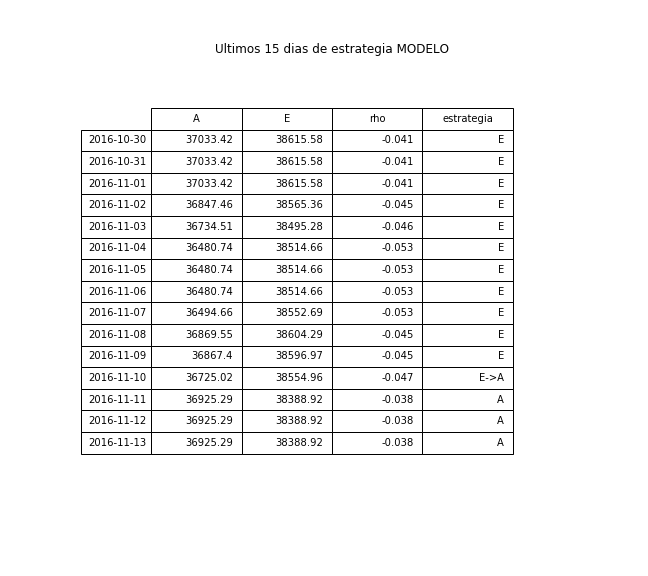 Ultimos 15 dias de estrategia MODELO
A E rho estrategia
2016-10-30 37033.42 38615.58 -0.041 E
2016-10-31 37033.42 38615.58 -0.041 E
2016-11-01 37033.42 38615.58 -0.041 E
2016-11-02 36847.46 38565.36 -0.045 E
2016-11-03 36734.51 38495.28 -0.046 E
2016-11-04 36480.74 38514.66 -0.053 E
2016-11-05 36480.74 38514.66 -0.053 E
2016-11-06 36480.74 38514.66 -0.053 E
2016-11-07 36494.66 38552.69 -0.053 E
2016-11-08 36869.55 38604.29 -0.045 E
2016-11-09 36867.4 38596.97 -0.045 E
2016-11-10 36725.02 38554.96 -0.047 E->A
2016-11-11 36925.29 38388.92 -0.038 A
2016-11-12 36925.29 38388.92 -0.038 A
2016-11-13 36925.29 38388.92 -0.038 A